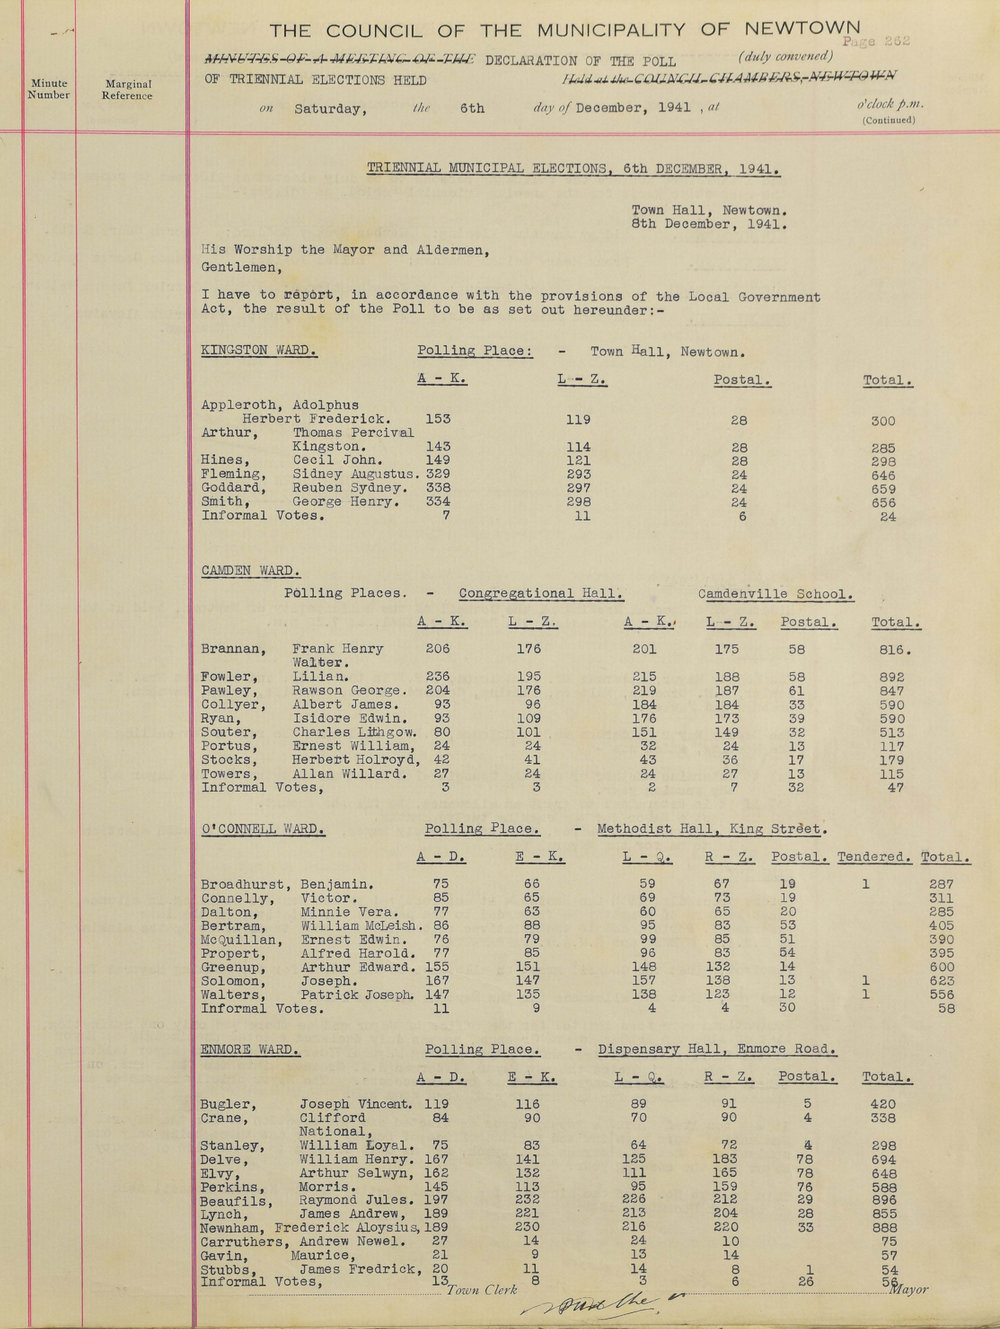 THE COUNCIL OF THE MUNICIPALITY OF NEWTOWN
Page 262
MINUTES OF A MEETING OF THE DECLARATION OF THE POLL (duly convened)
OF TRIENNIAL ELECTIONS HELD Held at the COUNCIL CHAMBERS, NEWTOWN
Minute Number
Marginal Reference
on Saturday, the 6th day of December, 1941 , at o'clock p.m.
(Continued)
TRIENNIAL MUNICIPAL ELECTIONS, 6th DECEMBER, 1941.
Town Hall, Newtown.
8th December, 1941.
His Worship the Mayor and Aldermen,
Gentlemen,
I have to report, in accordance with the provisions of the Local Government
Act, the result of the Poll to be as set out hereunder:-
KINGSTON WARD. Polling Place: - Town Hall, Newtown.
A - K. L - Z. Postal. Total.
Appleroth, Adolphus
Herbert Frederick. 153 119 28 300
Arthur, Thomas Percival
Kingston. 143 114 28 285
Hines, Cecil John. 149 121 28 298
Fleming, Sidney Augustus. 329 293 24 646
Goddard, Reuben Sydney. 338 297 24 659
Smith, George Henry. 334 298 24 656
Informal Votes. 7 11 6 24
CAMDEN WARD.
Polling Places. - Congregational Hall. Camdenville School.
A - K. L - Z. A - K. L - Z. Postal. Total.
Brannan, Frank Henry 206 176 201 175 58 816.
Walter.
Fowler, Lilian. 236 195 215 188 58 892
Pawley, Rawson George. 204 176 219 187 61 847
Collyer, Albert James. 93 96 184 184 33 590
Ryan, Isidore Edwin. 93 109 176 173 39 590
Souter, Charles Lithgow. 80 101 151 149 32 513
Portus, Ernest William, 24 24 32 24 13 117
Stocks, Herbert Holroyd, 42 41 43 36 17 179
Towers, Allan Willard. 27 24 24 27 13 115
Informal Votes, 3 3 2 7 32 47
O'CONNELL WARD. Polling Place. - Methodist Hall, King Street.
A - D. E - K. L - Q. R - Z. Postal. Tendered. Total.
Broadhurst, Benjamin. 75 66 59 67 19 1 287
Connelly, Victor. 85 65 69 73 19 311
Dalton, Minnie Vera. 77 63 60 65 20 285
Bertram, William McLeish. 86 88 95 83 53 405
McQuillan, Ernest Edwin. 76 79 99 85 51 390
Propert, Alfred Harold. 77 85 96 83 54 395
Greenup, Arthur Edward. 155 151 148 132 14 600
Solomon, Joseph. 167 147 157 138 13 1 623
Walters, Patrick Joseph. 147 135 138 123 12 1 556
Informal Votes. 11 9 4 4 30 58
ENMORE WARD. Polling Place. - Dispensary Hall, Enmore Road.
A - D. E - K. L - Q. R - Z. Postal. Total.
Bugler, Joseph Vincent. 119 116 89 91 5 420
Crane, Clifford 84 90 70 90 4 338
National,
Stanley, William Loyal. 75 83 64 72 4 298
Delve, William Henry. 167 141 125 183 78 694
Elvy, Arthur Selwyn, 162 132 111 165 78 648
Perkins, Morris. 145 113 95 159 76 588
Beaufils, Raymond Jules. 197 232 226 212 29 896
Lynch, James Andrew, 189 221 213 204 28 855
Newnham, Frederick Aloysius, 189 230 216 220 33 888
Carruthers, Andrew Newel. 27 14 24 10 75
Gavin, Maurice, 21 9 13 14 57
Stubbs, James Fredrick, 20 11 14 8 1 54
Informal Votes, 13 8 3 6 26 56
Town Clerk Mayor